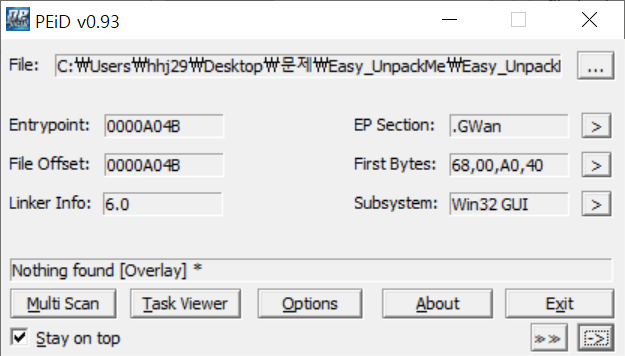 PEiD v0.93
File: C:₩Users₩hhj29₩Desktop₩문제₩Easy_UnpackMe₩Easy_Unpackl ...
Entrypoint: 0000A04B EP Section: .GWan >
File Offset: 0000A04B First Bytes: 68,00,A0,40 >
Linker Info: 6.0 Subsystem: Win32 GUI >
Nothing found [Overlay] *
Multi Scan Task Viewer Options About Exit
Stay on top >> ->